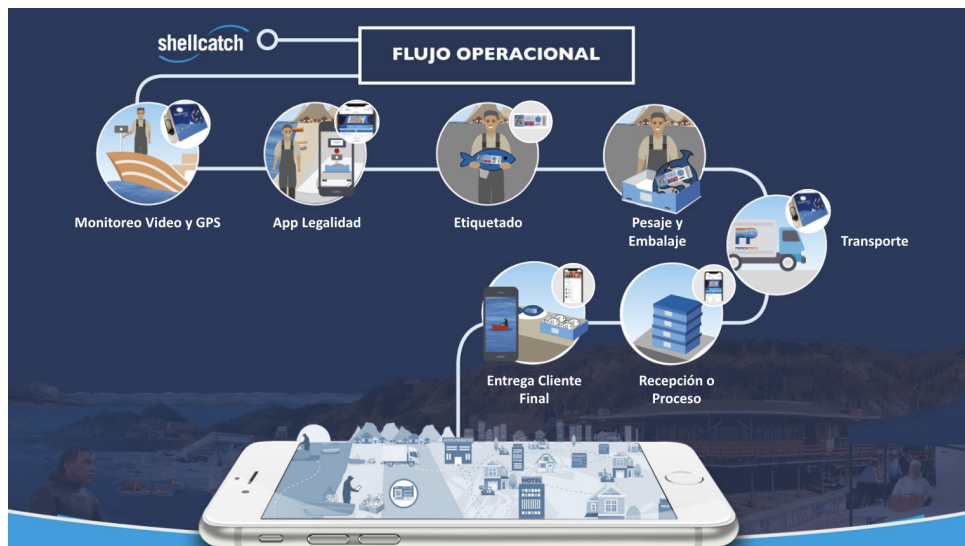 shellcatch
FLUJO OPERACIONAL
Monitoreo Video y GPS
App Legalidad
Etiquetado
Pesaje y
Embalaje
Transporte
Entrega Cliente
Final
Recepción o
Proceso
HOTEL